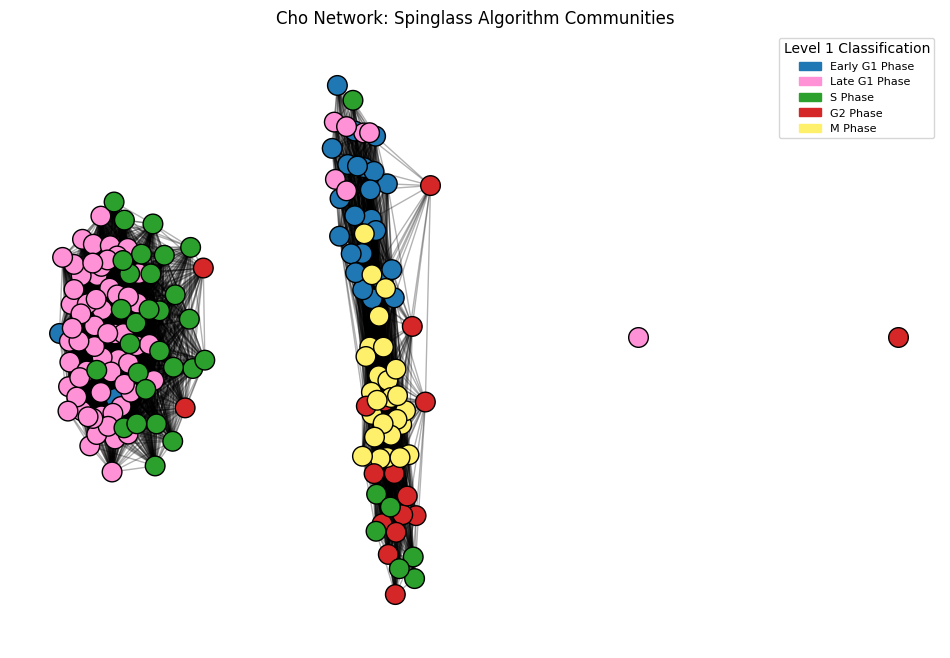 Cho Network: Spinglass Algorithm Communities
Level 1 Classification
Early G1 Phase
Late G1 Phase
S Phase
G2 Phase
M Phase